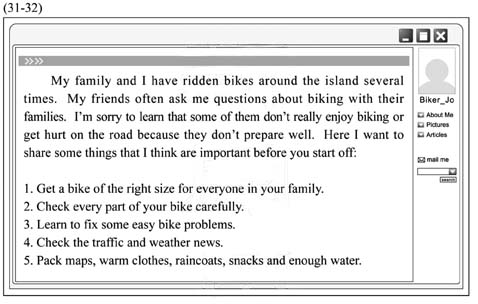 (31-32)
My family and I have ridden bikes around the island several
times. My friends often ask me questions about biking with their
families. I'm sorry to learn that some of them don't really enjoy biking or
get hurt on the road because they don't prepare well. Here I want to
share some things that I think are important before you start off:
1. Get a bike of the right size for everyone in your family.
2. Check every part of your bike carefully.
3. Learn to fix some easy bike problems.
4. Check the traffic and weather news.
5. Pack maps, warm clothes, raincoats, snacks and enough water.
Biker_Jo
About Me
Pictures
Articles
mail me
search